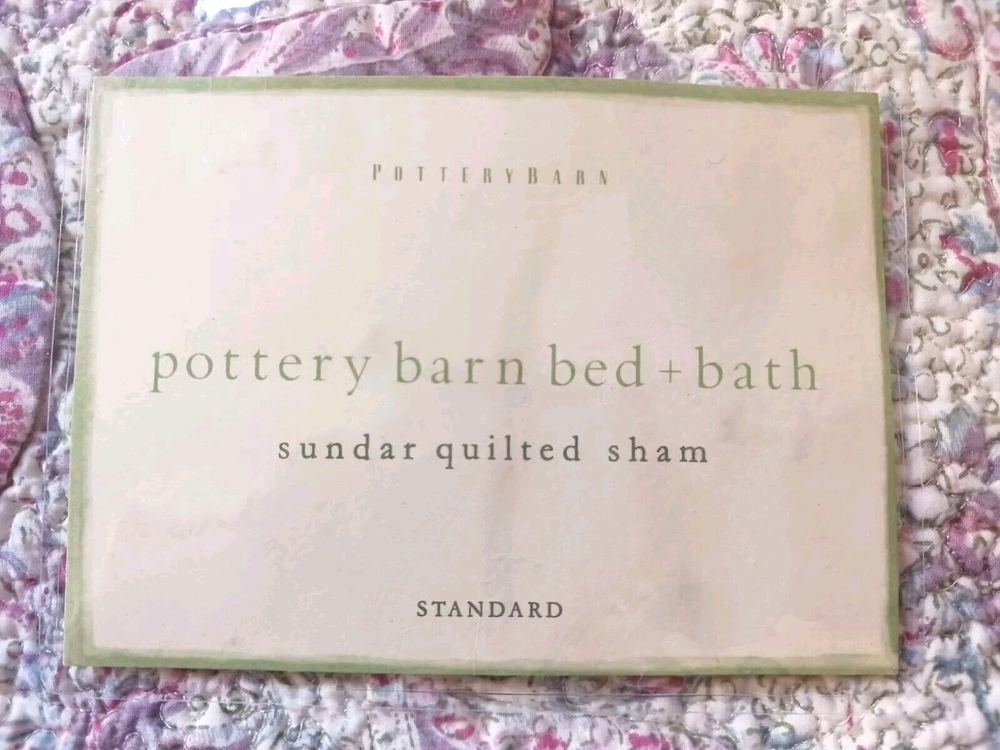 POTTERYBARN
pottery barn bed+bath
sundar quilted sham
STANDARD